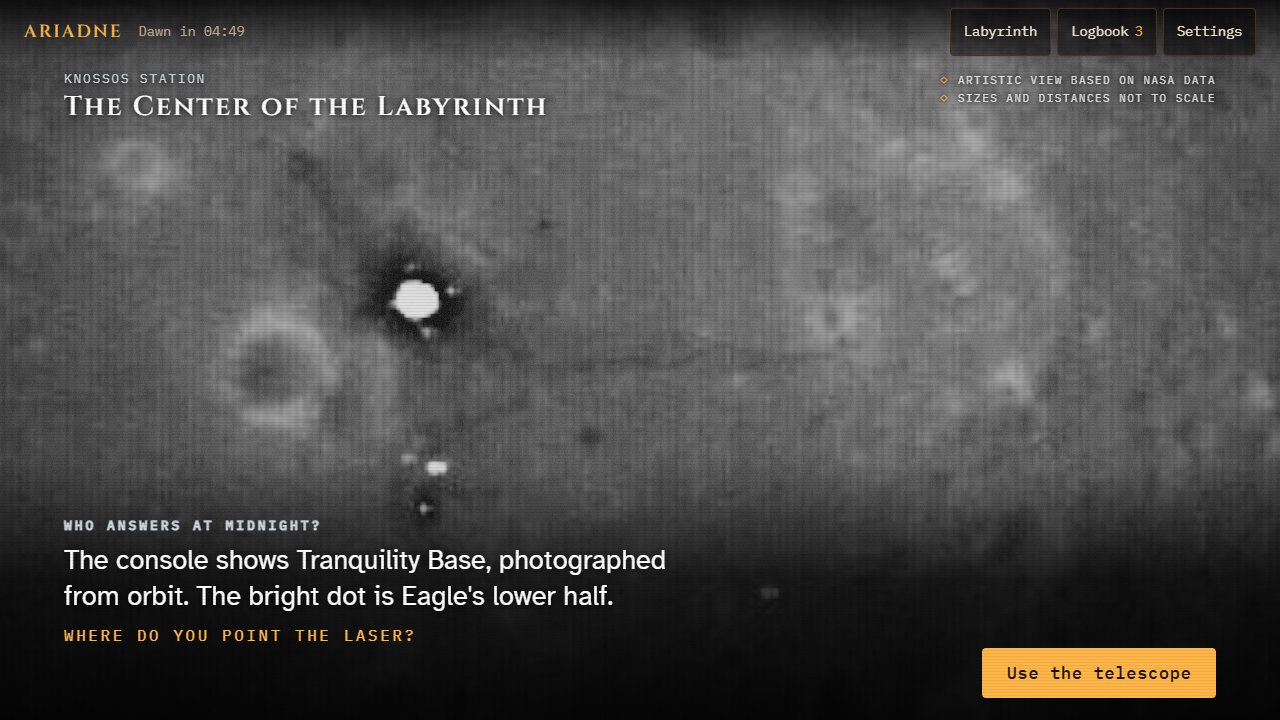 ARIADNE
Dawn in 04:49
Labyrinth
Logbook 3
Settings
KNOSSOS STATION
The Center of the Labyrinth
ARTISTIC VIEW BASED ON NASA DATA
SIZES AND DISTANCES NOT TO SCALE
WHO ANSWERS AT MIDNIGHT?
The console shows Tranquility Base, photographed
from orbit. The bright dot is Eagle's lower half.
WHERE DO YOU POINT THE LASER?
Use the telescope